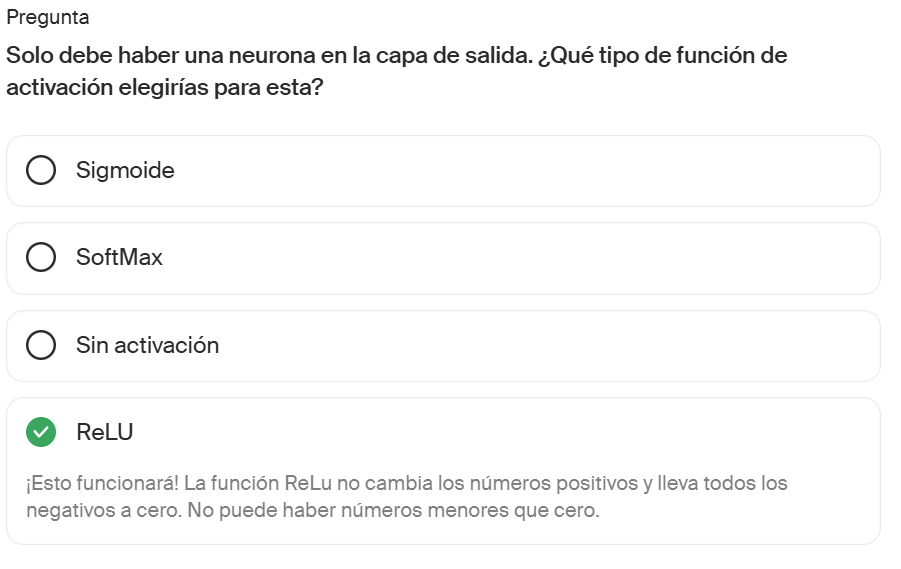 Pregunta
Solo debe haber una neurona en la capa de salida. ¿Qué tipo de función de
activación elegirías para esta?
Sigmoide
SoftMax
Sin activación
ReLU
¡Esto funcionará! La función ReLu no cambia los números positivos y lleva todos los
negativos a cero. No puede haber números menores que cero.